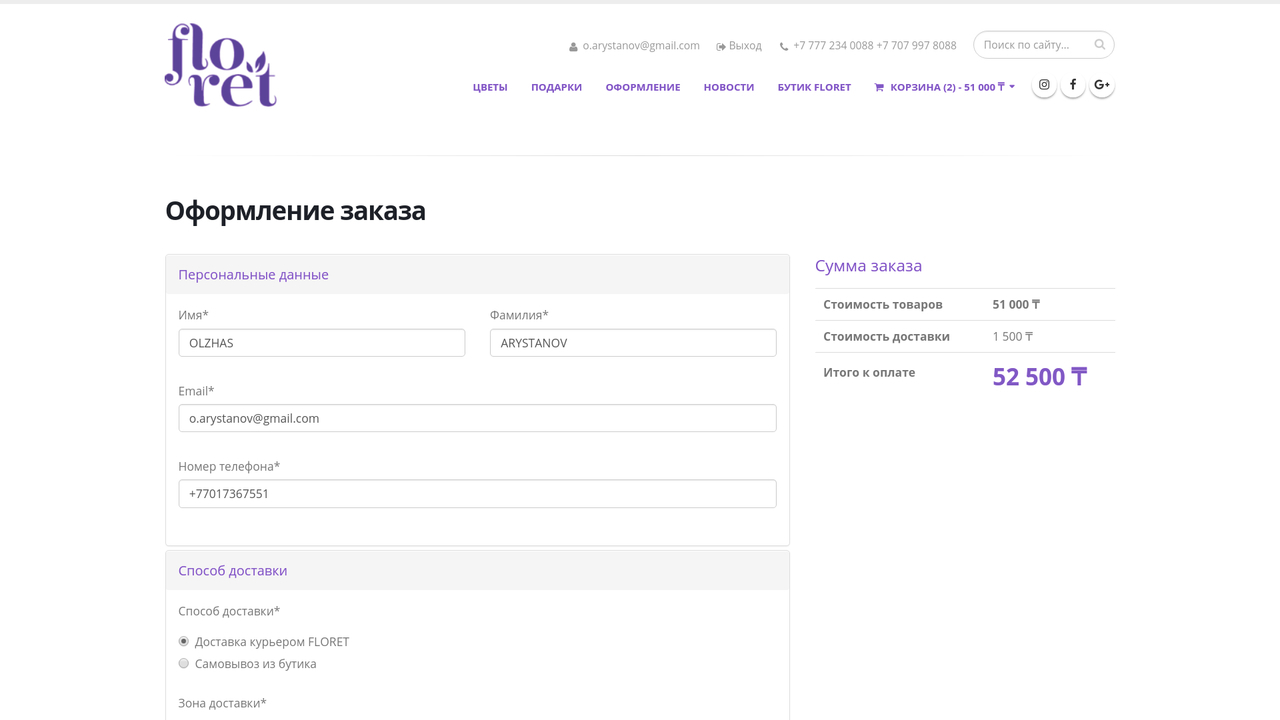 floret
o.arystanov@gmail.com Выход +7 777 234 0088 +7 707 997 8088 Поиск по сайту...
ЦВЕТЫ ПОДАРКИ ОФОРМЛЕНИЕ НОВОСТИ БУТИК FLORET КОРЗИНА (2) - 51 000 ₸
Оформление заказа
Персональные данные
Имя* Фамилия*
OLZHAS ARYSTANOV
Email*
o.arystanov@gmail.com
Номер телефона*
+77017367551
Способ доставки
Способ доставки*
Доставка курьером FLORET
Самовывоз из бутика
Зона доставки*
Сумма заказа
Стоимость товаров 51 000 ₸
Стоимость доставки 1 500 ₸
Итого к оплате 52 500 ₸